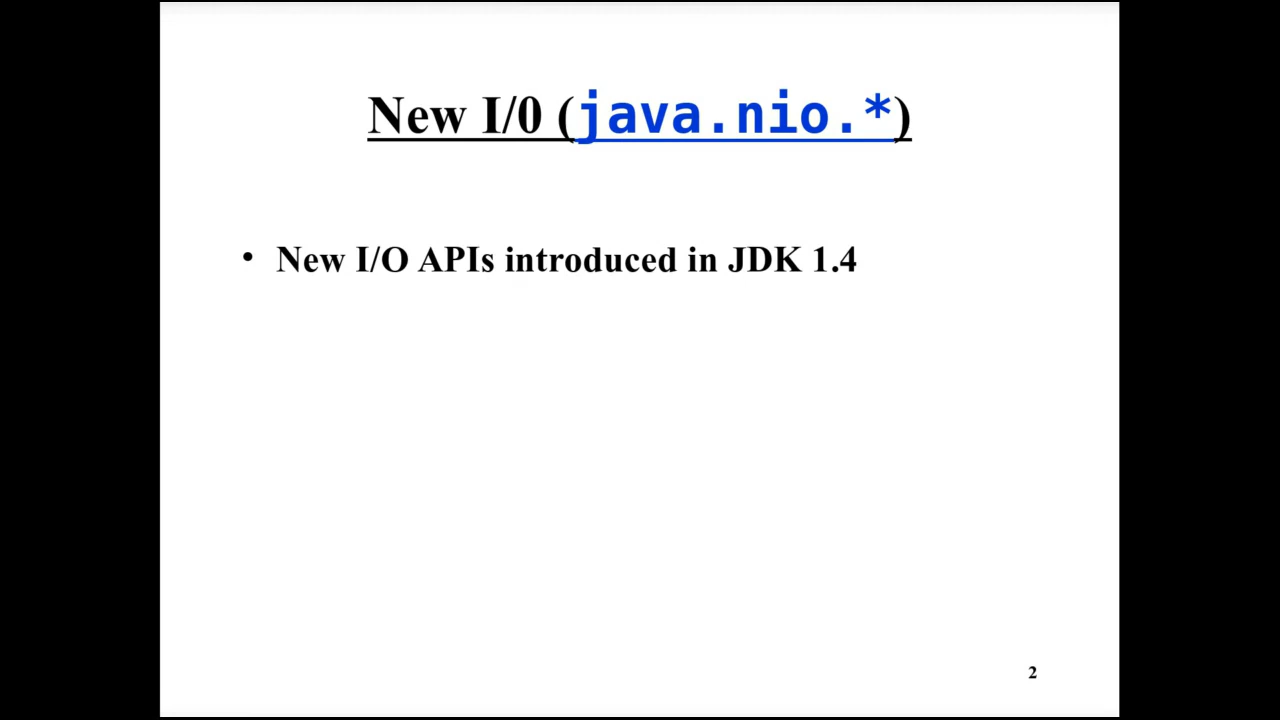 New I/0 (java.nio.*)
• New I/O APIs introduced in JDK 1.4
2